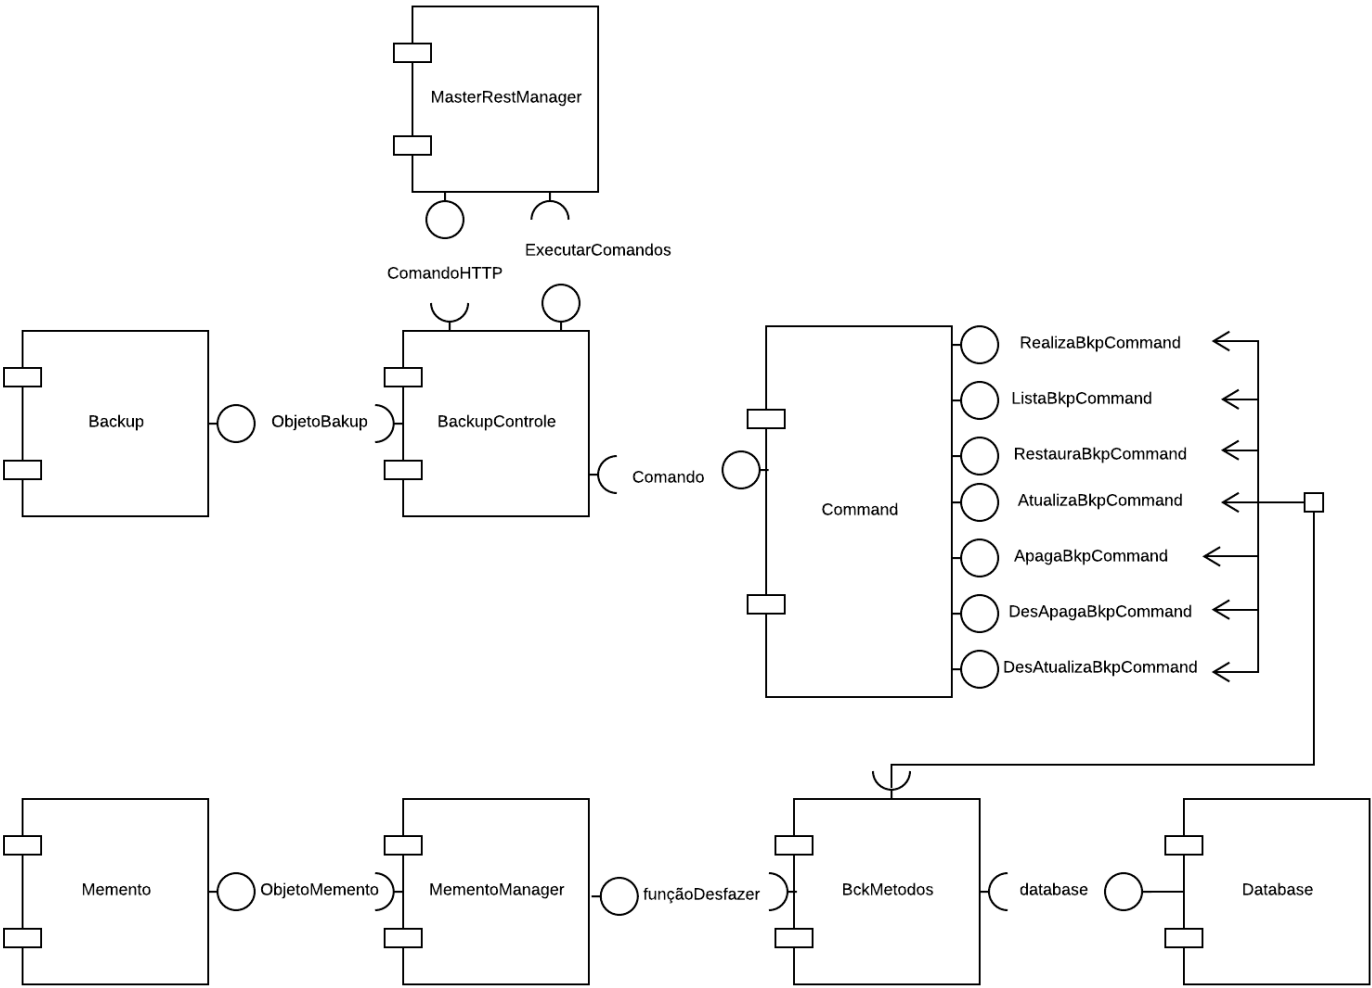 MasterRestManager
ExecutarComandos
ComandoHTTP
Backup
ObjetoBakup
BackupControle
Comando
Command
RealizaBkpCommand
ListaBkpCommand
RestauraBkpCommand
AtualizaBkpCommand
ApagaBkpCommand
DesApagaBkpCommand
DesAtualizaBkpCommand
Memento
ObjetoMemento
MementoManager
funçãoDesfazer
BckMetodos
database
Database